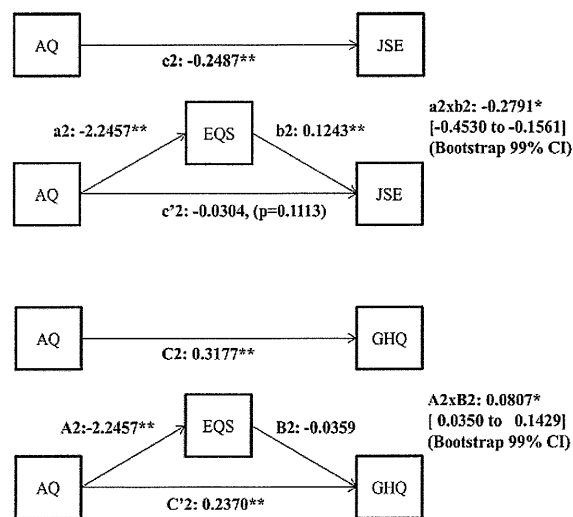 AQ
JSE
c2: -0.2487**
a2: -2.2457**
EQS
b2: 0.1243**
a2xb2: -0.2791*
[-0.4530 to -0.1561]
(Bootstrap 99% CI)
AQ
JSE
c'2: -0.0304, (p=0.1113)
AQ
GHQ
C2: 0.3177**
A2:-2.2457**
EQS
B2: -0.0359
A2xB2: 0.0807*
[ 0.0350 to 0.1429]
(Bootstrap 99% CI)
AQ
GHQ
C'2: 0.2370**